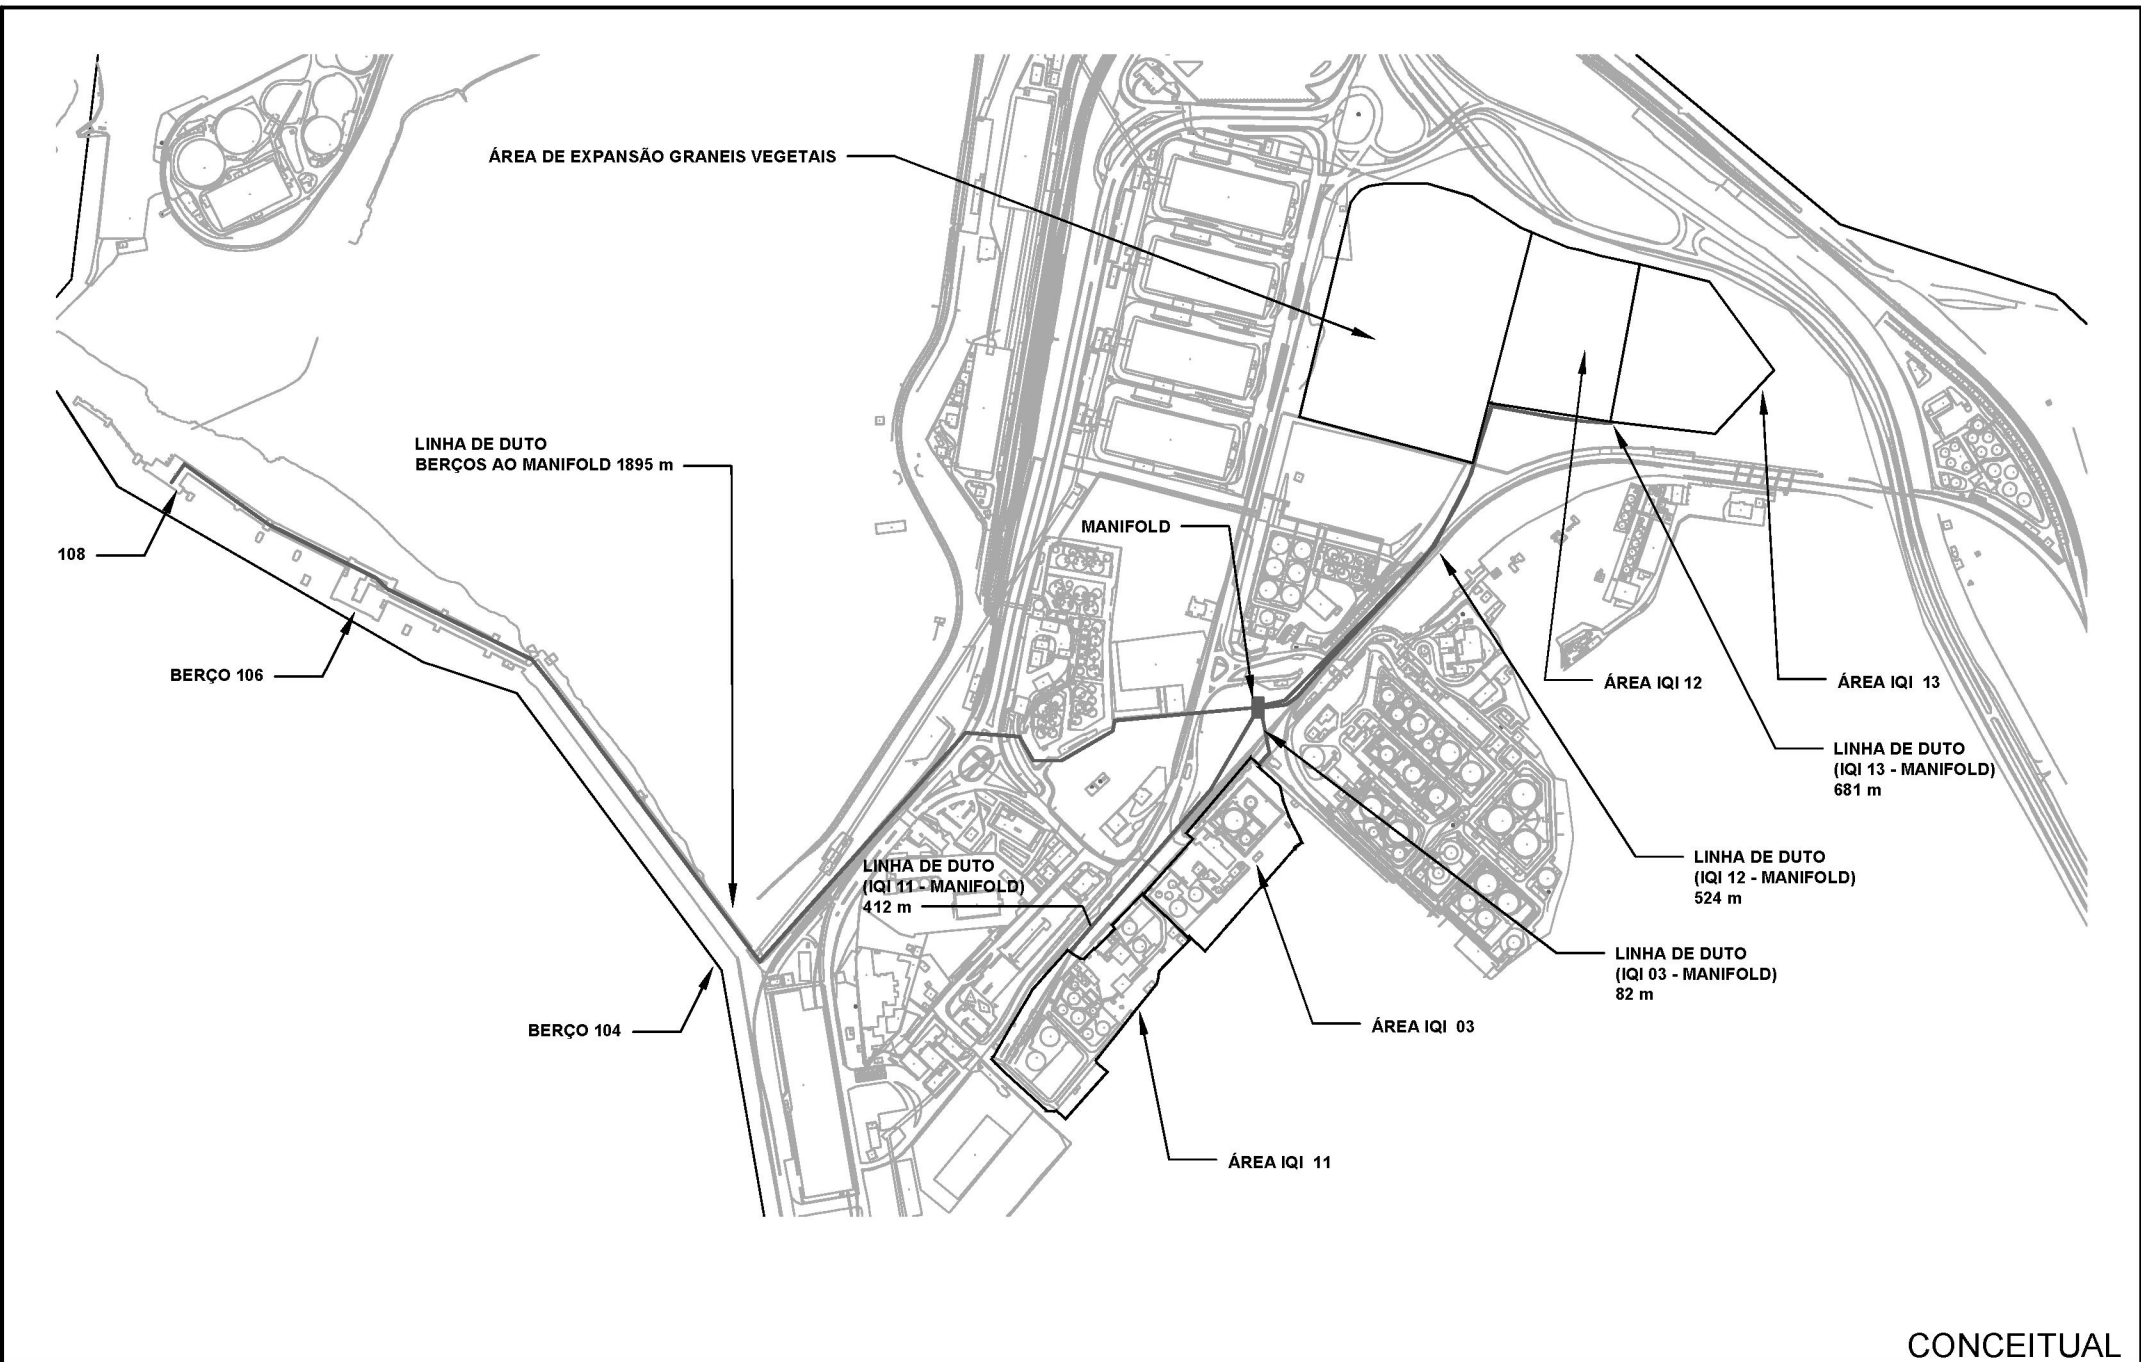 ÁREA DE EXPANSÃO GRANEIS VEGETAIS
LINHA DE DUTO
BERÇOS AO MANIFOLD 1895 m
MANIFOLD
108
BERÇO 106
ÁREA IQI 12
ÁREA IQI 13
LINHA DE DUTO
(IQI 13 - MANIFOLD)
681 m
LINHA DE DUTO
(IQI 12 - MANIFOLD)
524 m
LINHA DE DUTO
(IQI 11 - MANIFOLD)
412 m
LINHA DE DUTO
(IQI 03 - MANIFOLD)
82 m
BERÇO 104
ÁREA IQI 03
ÁREA IQI 11
CONCEITUAL